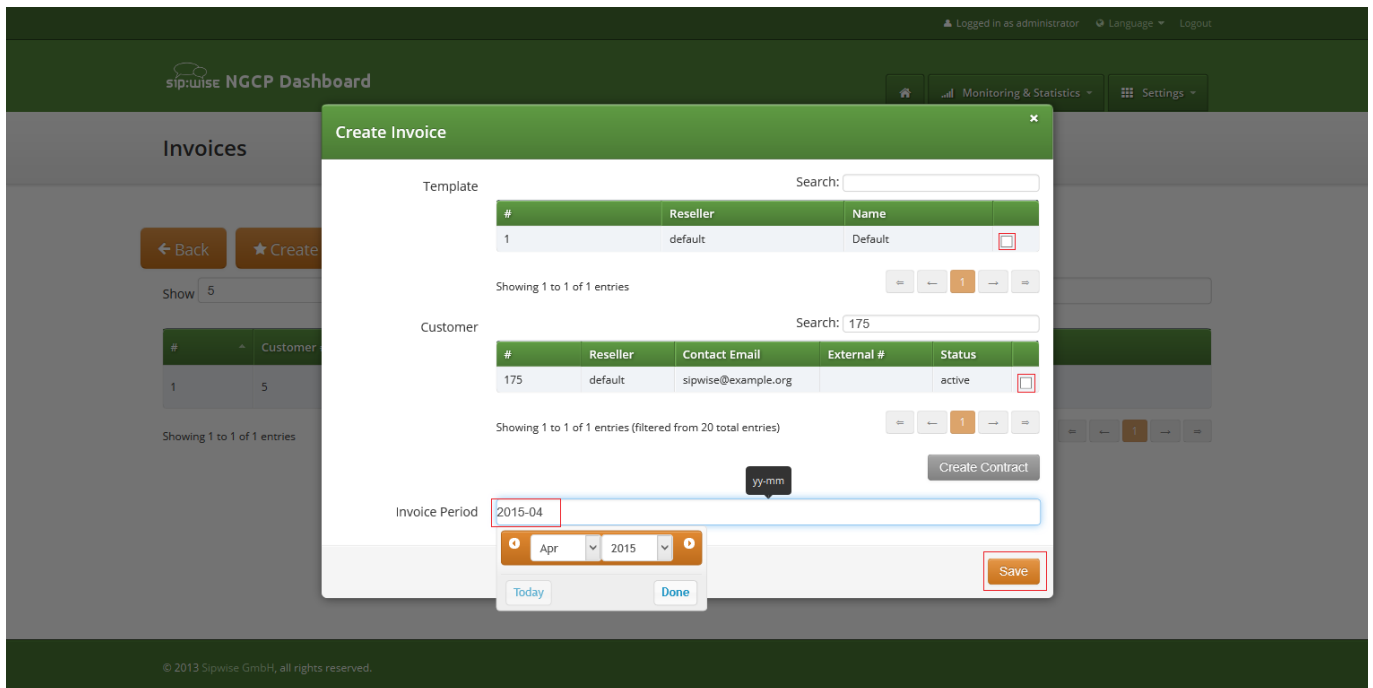 Logged in as administrator Language Logout
sip:wise NGCP Dashboard
Monitoring & Statistics Settings
Create Invoice ×
Invoices
Template Search:
# Reseller Name
1 default Default
← Back ★ Create
Showing 1 to 1 of 1 entries ⇐ ← 1 → ⇒
Show 5
Customer Search: 175
# Customer
# Reseller Contact Email External # Status
175 default sipwise@example.org active
1 5
Showing 1 to 1 of 1 entries (filtered from 20 total entries) ⇐ ← 1 → ⇒
Showing 1 to 1 of 1 entries ⇐ ← 1 → ⇒
Create Contract
yy-mm
Invoice Period 2015-04
Apr 2015
Save
Today Done
© 2013 Sipwise GmbH, all rights reserved.